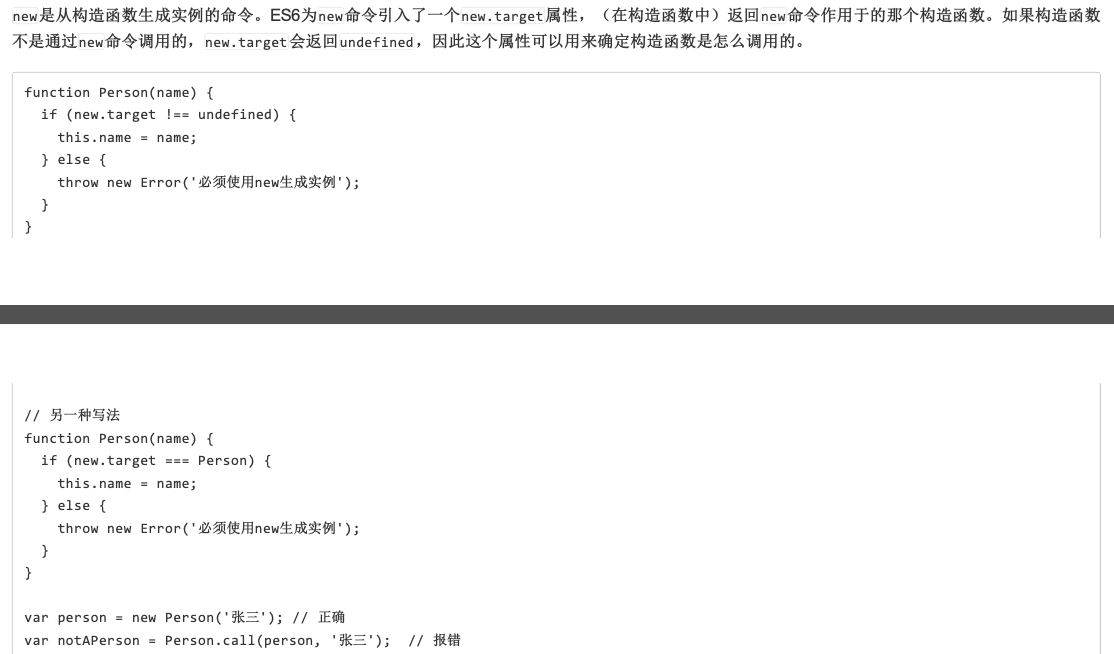 new是从构造函数生成实例的命令。ES6为new命令引入了一个new.target属性，（在构造函数中）返回new命令作用于的那个构造函数。如果构造函数
不是通过new命令调用的，new.target会返回undefined，因此这个属性可以用来确定构造函数是怎么调用的。
function Person(name) {
  if (new.target !== undefined) {
    this.name = name;
  } else {
    throw new Error('必须使用new生成实例');
  }
}
// 另一种写法
function Person(name) {
  if (new.target === Person) {
    this.name = name;
  } else {
    throw new Error('必须使用new生成实例');
  }
}
var person = new Person('张三'); // 正确
var notAPerson = Person.call(person, '张三');  // 报错